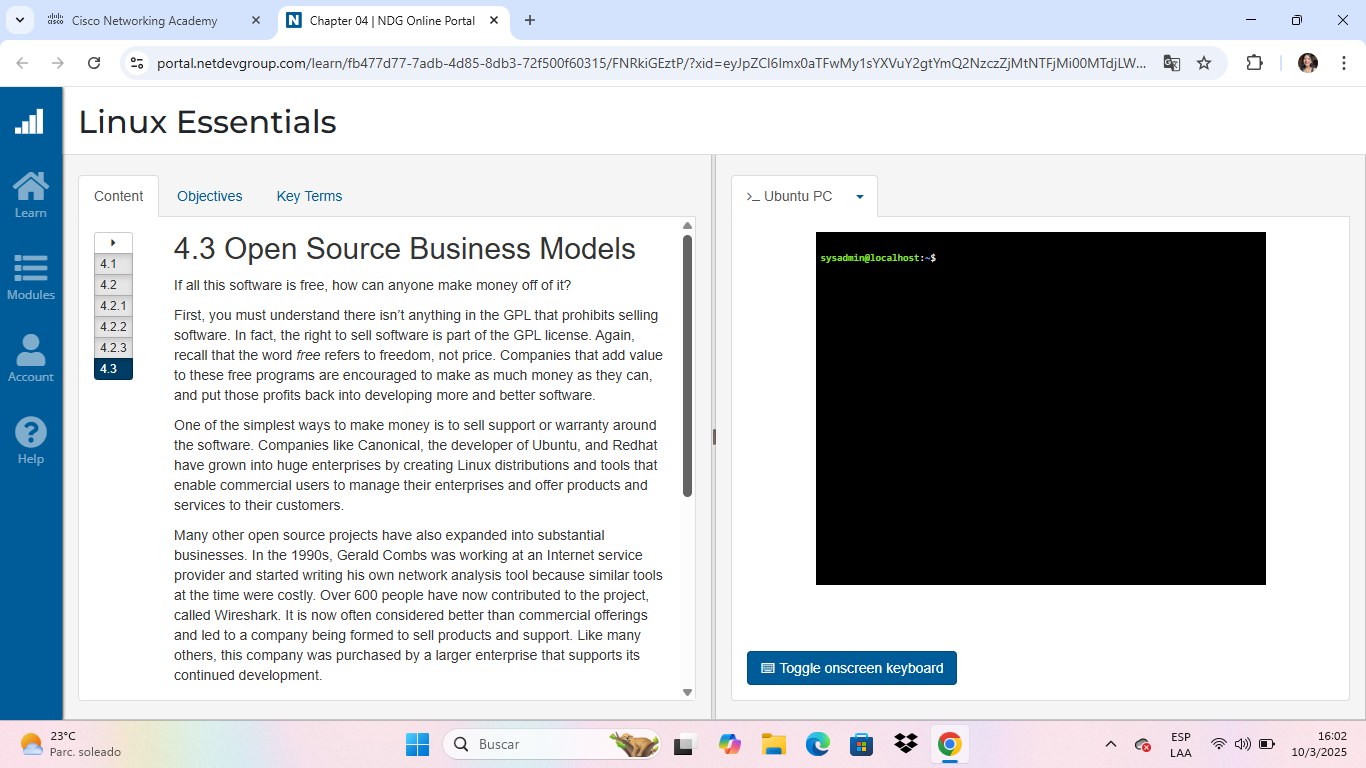 Cisco Networking Academy
Chapter 04 | NDG Online Portal
portal.netdevgroup.com/learn/fb477d77-7adb-4d85-8db3-72f500f60315/FNRkiGEztP/?xid=eyJpZCI6Imx0aTFwMy1sYXVuY2gtYmQ2NzczZjMtNTFjMi00MTdjLW...
Linux Essentials
Learn
Modules
Account
Help
Content
Objectives
Key Terms
4.1
4.2
4.2.1
4.2.2
4.2.3
4.3
4.3 Open Source Business Models
If all this software is free, how can anyone make money off of it?
First, you must understand there isn’t anything in the GPL that prohibits selling
software. In fact, the right to sell software is part of the GPL license. Again,
recall that the word free refers to freedom, not price. Companies that add value
to these free programs are encouraged to make as much money as they can,
and put those profits back into developing more and better software.
One of the simplest ways to make money is to sell support or warranty around
the software. Companies like Canonical, the developer of Ubuntu, and Redhat
have grown into huge enterprises by creating Linux distributions and tools that
enable commercial users to manage their enterprises and offer products and
services to their customers.
Many other open source projects have also expanded into substantial
businesses. In the 1990s, Gerald Combs was working at an Internet service
provider and started writing his own network analysis tool because similar tools
at the time were costly. Over 600 people have now contributed to the project,
called Wireshark. It is now often considered better than commercial offerings
and led to a company being formed to sell products and support. Like many
others, this company was purchased by a larger enterprise that supports its
continued development.
>_ Ubuntu PC
sysadmin@localhost:~$
Toggle onscreen keyboard
23°C
Parc. soleado
Buscar
ESP
LAA
16:02
10/3/2025